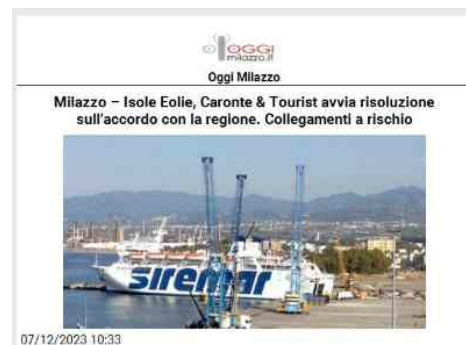 OGGI
milazzo.it
Oggi Milazzo
Milazzo – Isole Eolie, Caronte & Tourist avvia risoluzione
sull'accordo con la regione. Collegamenti a rischio
siremar
07/12/2023 10:33